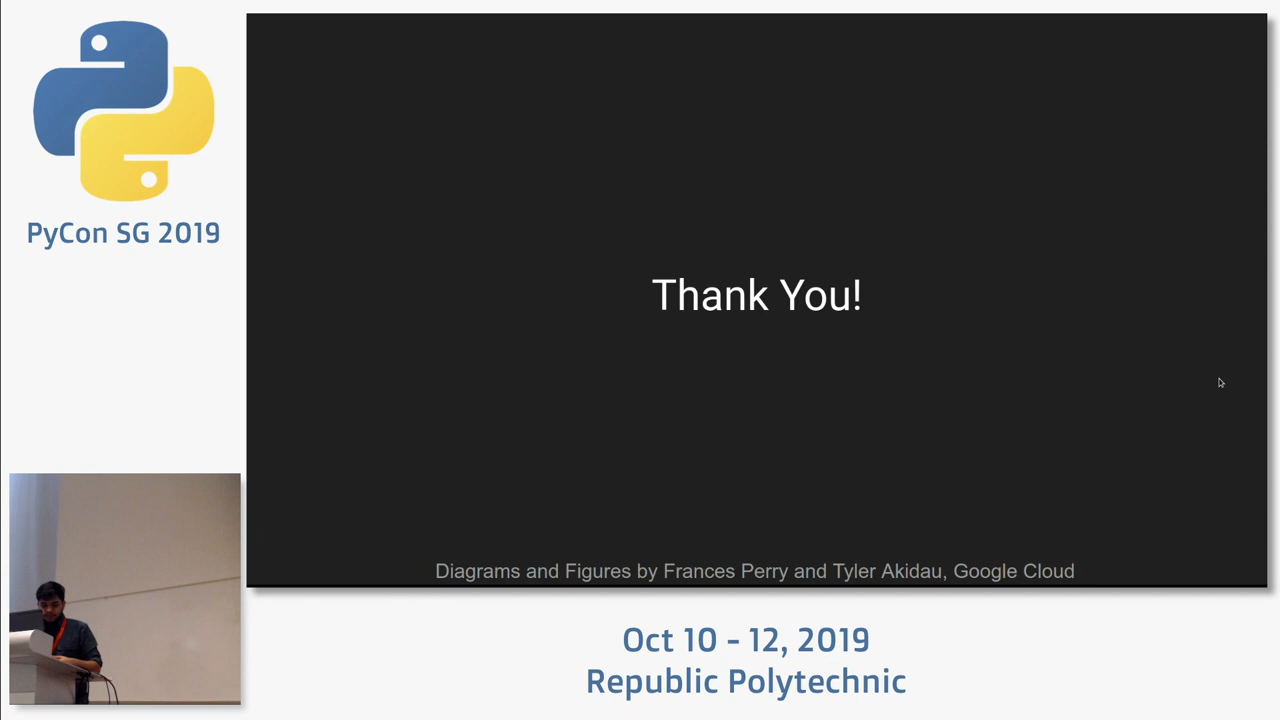 PyCon SG 2019
Thank You!
Diagrams and Figures by Frances Perry and Tyler Akidau, Google Cloud
Oct 10 - 12, 2019
Republic Polytechnic